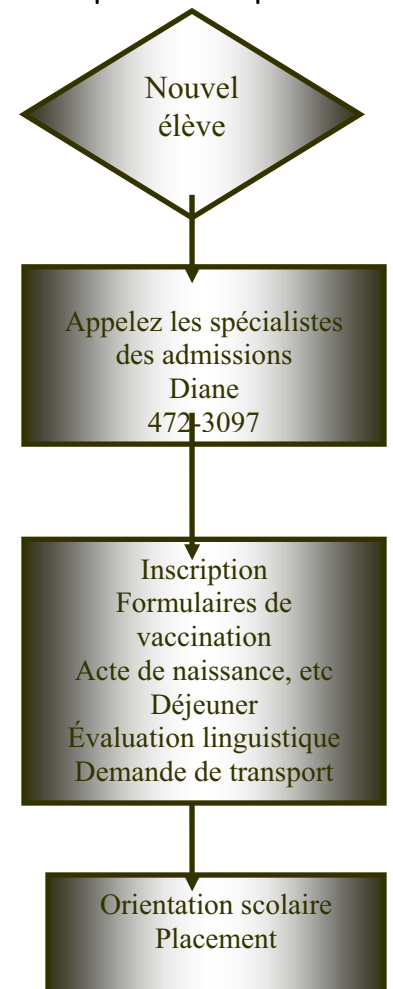 Nouvel
élève
Appelez les spécialistes
des admissions
Diane
472-3097
Inscription
Formulaires de
vaccination
Acte de naissance, etc
Déjeuner
Évaluation linguistique
Demande de transport
Orientation scolaire
Placement